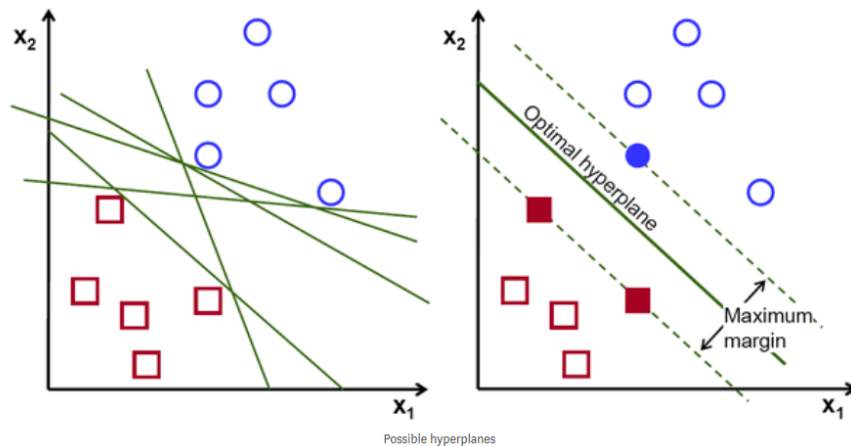 x2
x1
x2
Optimal hyperplane
Maximum
margin
x1
Possible hyperplanes